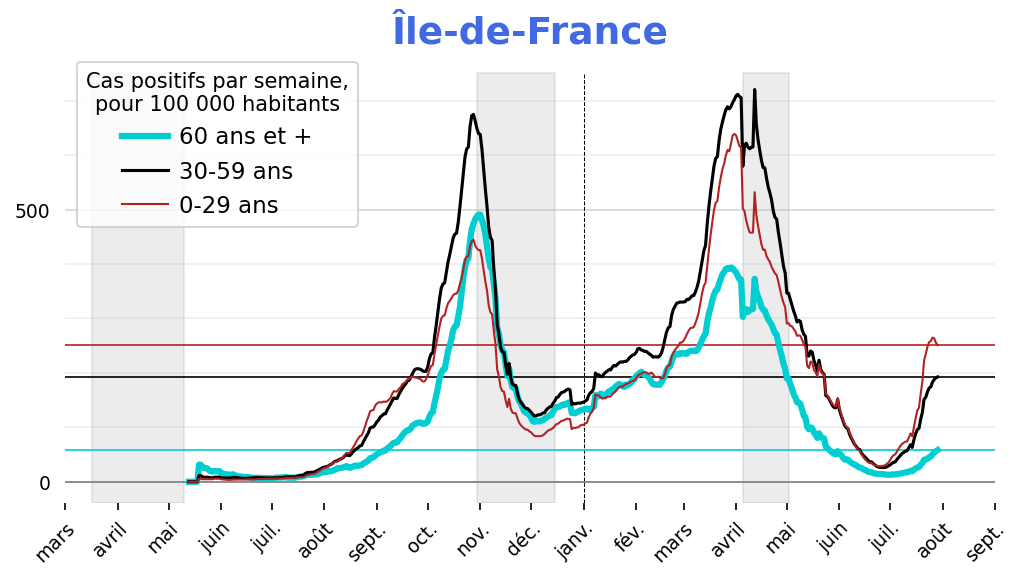 Île-de-France
Cas positifs par semaine,
pour 100 000 habitants
60 ans et +
30-59 ans
0-29 ans
500
0
mars
avril
mai
juin
juil.
août
sept.
oct.
nov.
déc.
janv.
fév.
mars
avril
mai
juin
juil.
août
sept.